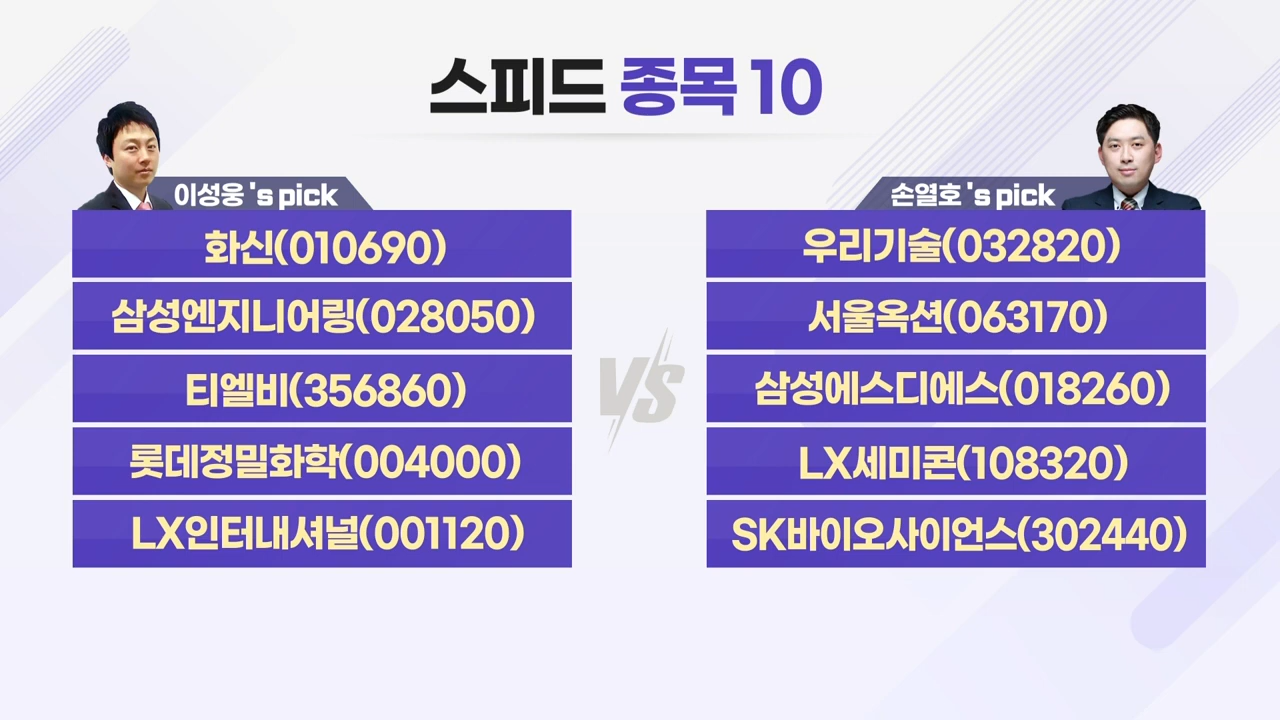 스피드 종목 10
이성웅 's pick
화신(010690)
삼성엔지니어링(028050)
티엘비(356860)
롯데정밀화학(004000)
LX인터내셔널(001120)
VS
손열호 's pick
우리기술(032820)
서울옥션(063170)
삼성에스디에스(018260)
LX세미콘(108320)
SK바이오사이언스(302440)